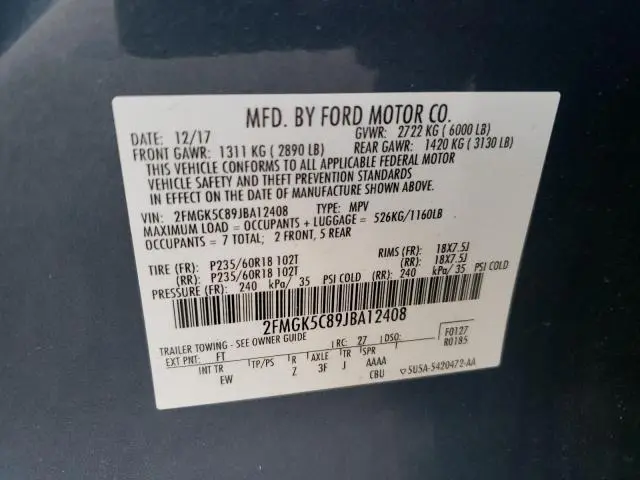 MFD. BY FORD MOTOR CO.
DATE: 12/17 GVWR: 2722 KG ( 6000 LB)
FRONT GAWR: 1311 KG ( 2890 LB) REAR GAWR: 1420 KG ( 3130 LB)
THIS VEHICLE CONFORMS TO ALL APPLICABLE FEDERAL MOTOR
VEHICLE SAFETY AND THEFT PREVENTION STANDARDS
IN EFFECT ON THE DATE OF MANUFACTURE SHOWN ABOVE.
VIN: 2FMGK5C89JBA12408 TYPE: MPV
MAXIMUM LOAD = OCCUPANTS + LUGGAGE = 526KG/1160LB
OCCUPANTS = 7 TOTAL; 2 FRONT, 5 REAR
TIRE (FR): P235/60R18 102T RIMS (FR): 18X7.5J
(RR): P235/60R18 102T (RR): 18X7.5J
PRESSURE (FR): 240 kPa/ 35 PSI COLD (RR): 240 kPa/ 35 PSI COLD
2FMGK5C89JBA12408
TRAILER TOWING - SEE OWNER GUIDE
EXT PNT: FT RC: 27 DSO: F0127
R0185
INT TR TP/PS R AXLE TR SPR
EW Z 3F J AAAA
CBU 5U5A-5420472-AA